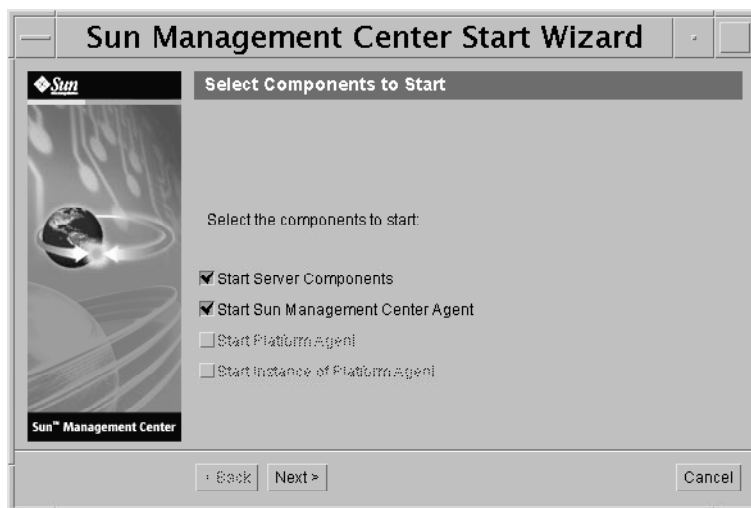 Sun Management Center Start Wizard
Sun
Select Components to Start
Select the components to start:
Start Server Components
Start Sun Management Center Agent
Start Platform Agent
Start Instance of Platform Agent
Sun™ Management Center
< Back
Next >
Cancel